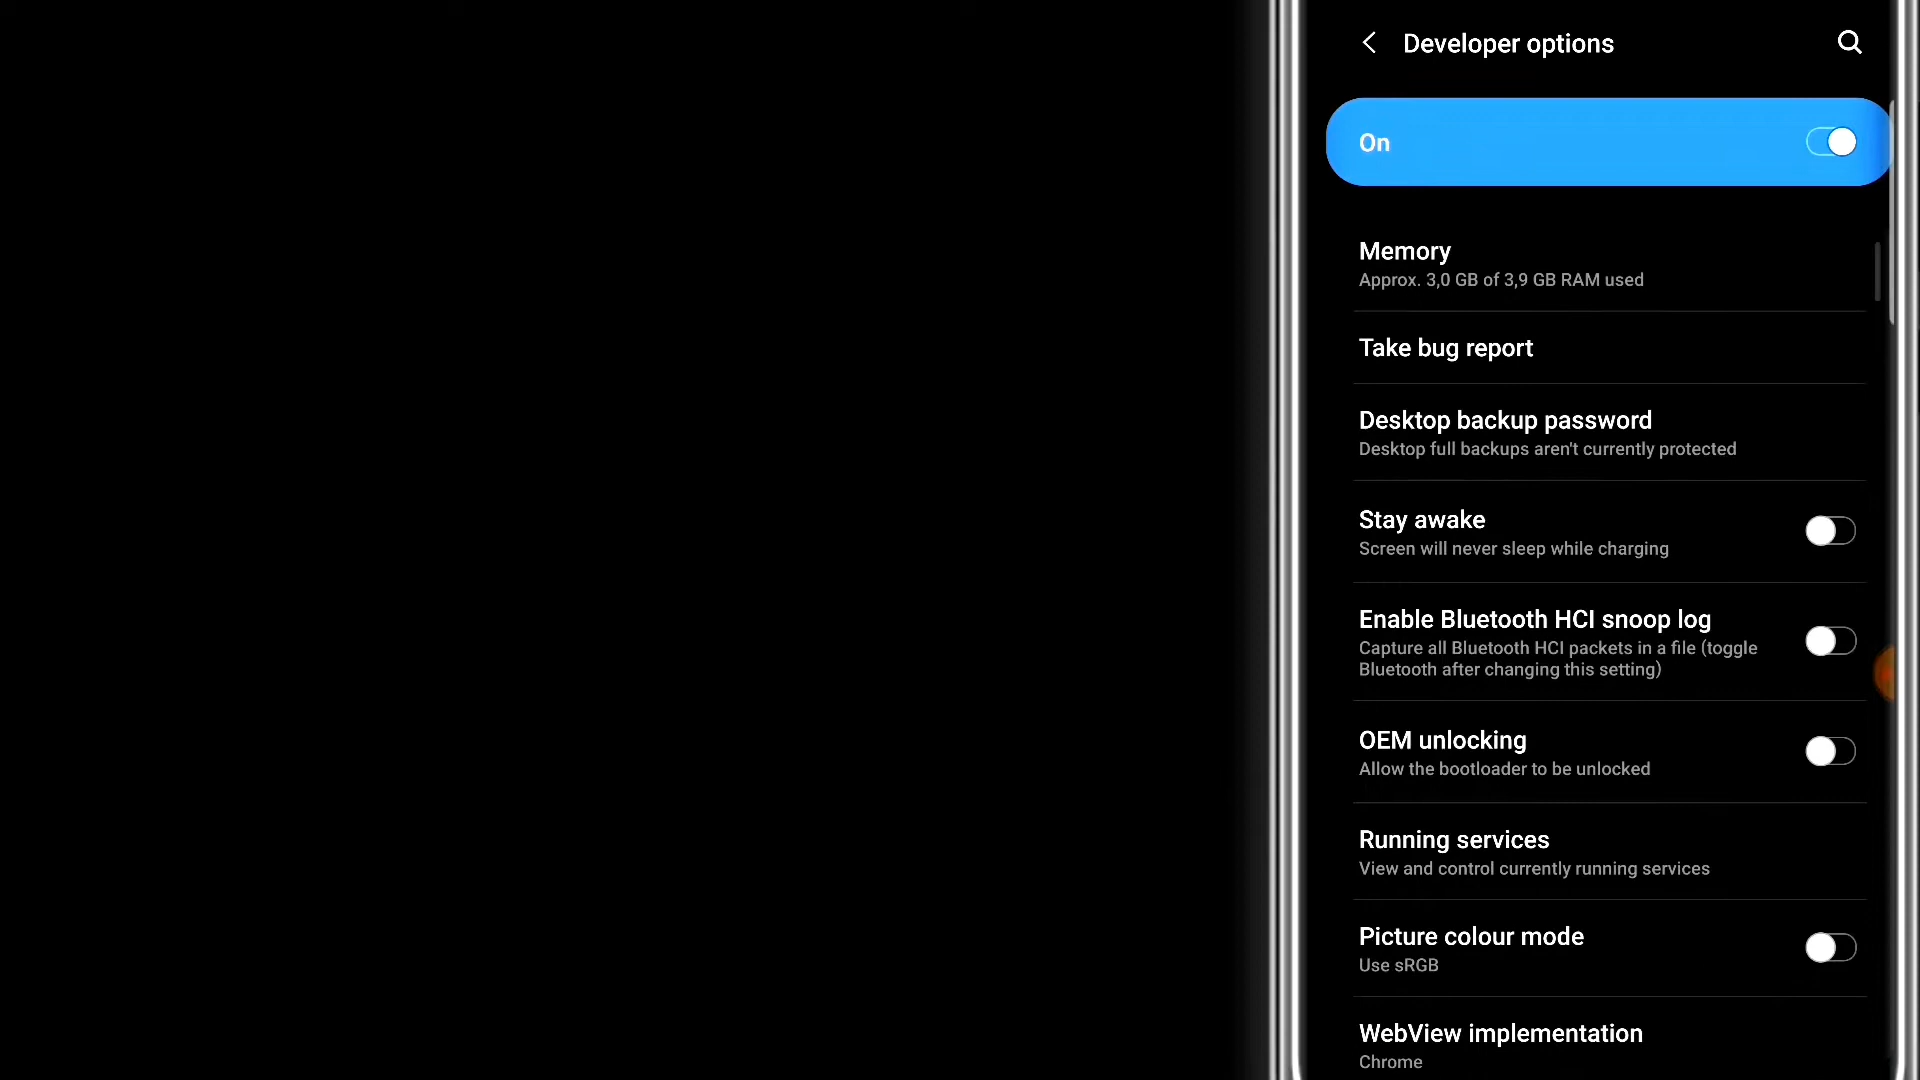 Developer options
On
Memory
Approx. 3,0 GB of 3,9 GB RAM used
Take bug report
Desktop backup password
Desktop full backups aren't currently protected
Stay awake
Screen will never sleep while charging
Enable Bluetooth HCI snoop log
Capture all Bluetooth HCI packets in a file (toggle
Bluetooth after changing this setting)
OEM unlocking
Allow the bootloader to be unlocked
Running services
View and control currently running services
Picture colour mode
Use sRGB
WebView implementation
Chrome